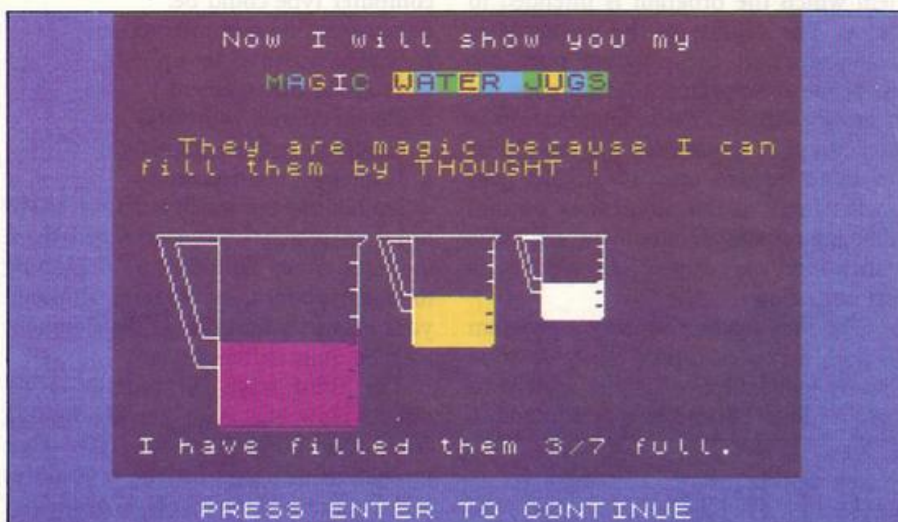 Now I will show you my
MAGIC WATER JUGS
They are magic because I can
fill them by THOUGHT !
I have filled them 3/7 full.
PRESS ENTER TO CONTINUE